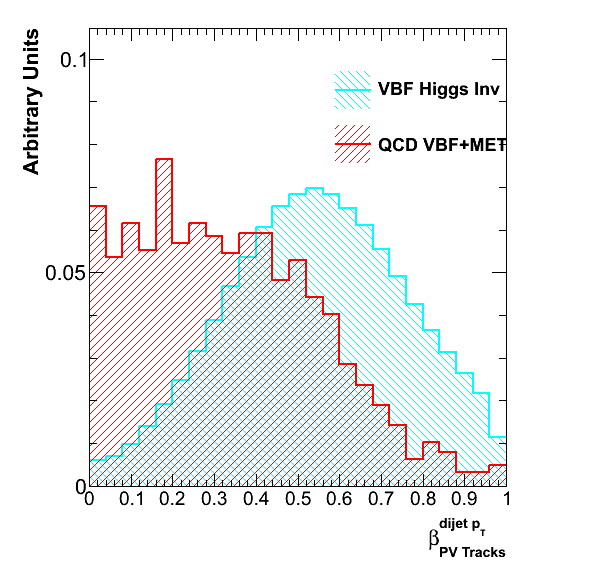 Arbitrary Units
0.1
0.05
0
VBF Higgs Inv
QCD VBF+MET
0 0.1 0.2 0.3 0.4 0.5 0.6 0.7 0.8 0.9 1
β dijet pT
PV Tracks